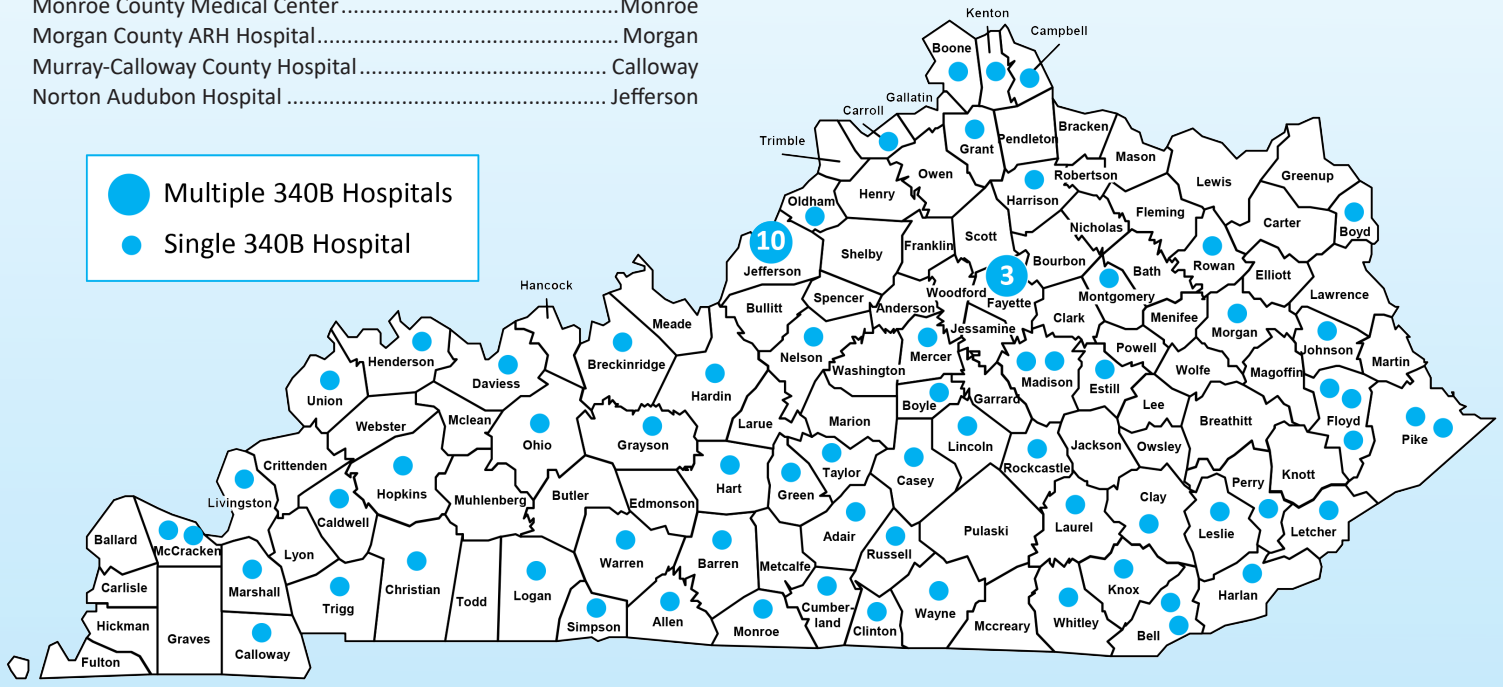 Monroe County Medical Center.............................................Monroe
Morgan County ARH Hospital................................................. Morgan
Murray-Calloway County Hospital........................................ Calloway
Norton Audubon Hospital .................................................... Jefferson
Multiple 340B Hospitals
Single 340B Hospital
Kenton
Campbell
Boone
Gallatin
Carroll
Trimble
Grant
Pendleton
Bracken
Mason
Robertson
Lewis
Greenup
Owen
Henry
Oldham
Harrison
Fleming
Carter
Boyd
Nicholas
10
Jefferson
Shelby
Franklin
Scott
Bourbon
Bath
Rowan
Elliott
3
Fayette
Woodford
Montgomery
Lawrence
Hancock
Bullitt
Spencer
Anderson
Clark
Menifee
Morgan
Meade
Jessamine
Powell
Johnson
Martin
Henderson
Daviess
Breckinridge
Nelson
Washington
Mercer
Madison
Estill
Wolfe
Magoffin
Union
Hardin
Boyle
Garrard
Lee
Webster
Mclean
Ohio
Grayson
Larue
Marion
Lincoln
Jackson
Owsley
Breathitt
Floyd
Pike
Crittenden
Hopkins
Muhlenberg
Butler
Edmonson
Hart
Green
Taylor
Casey
Rockcastle
Clay
Perry
Knott
Livingston
Caldwell
Lyon
Ballard
McCracken
Warren
Barren
Metcalfe
Adair
Russell
Pulaski
Laurel
Leslie
Letcher
Carlisle
Marshall
Trigg
Christian
Todd
Logan
Simpson
Allen
Monroe
Cumber-
land
Clinton
Wayne
Mccreary
Whitley
Knox
Bell
Harlan
Hickman
Graves
Calloway
Fulton